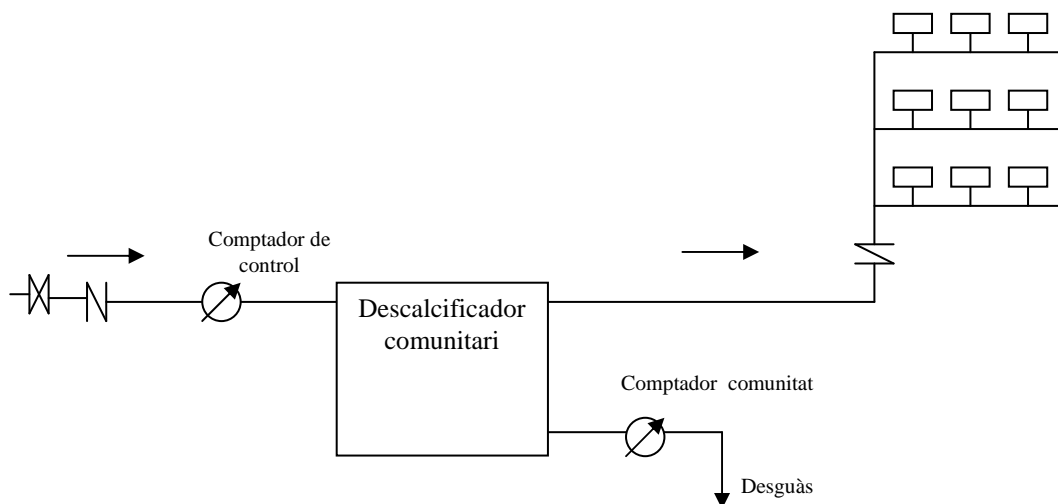 Comptador de
control
Descalcificador
comunitari
Comptador comunitat
Desguàs